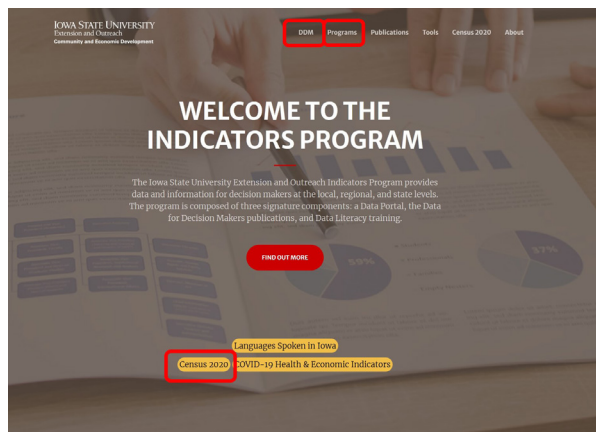 IOWA STATE UNIVERSITY
Extension and Outreach
Community and Economic Development
DDM Programs Publications Tools Census 2020 About
WELCOME TO THE
INDICATORS PROGRAM
The Iowa State University Extension and Outreach Indicators Program provides
data and information for decision makers at the local, regional, and state levels.
The program is composed of three signature components: a Data Portal, the Data
for Decision Makers publications, and Data Literacy training.
FIND OUT MORE
39%
37%
Languages Spoken in Iowa
Census 2020 COVID-19 Health & Economic Indicators